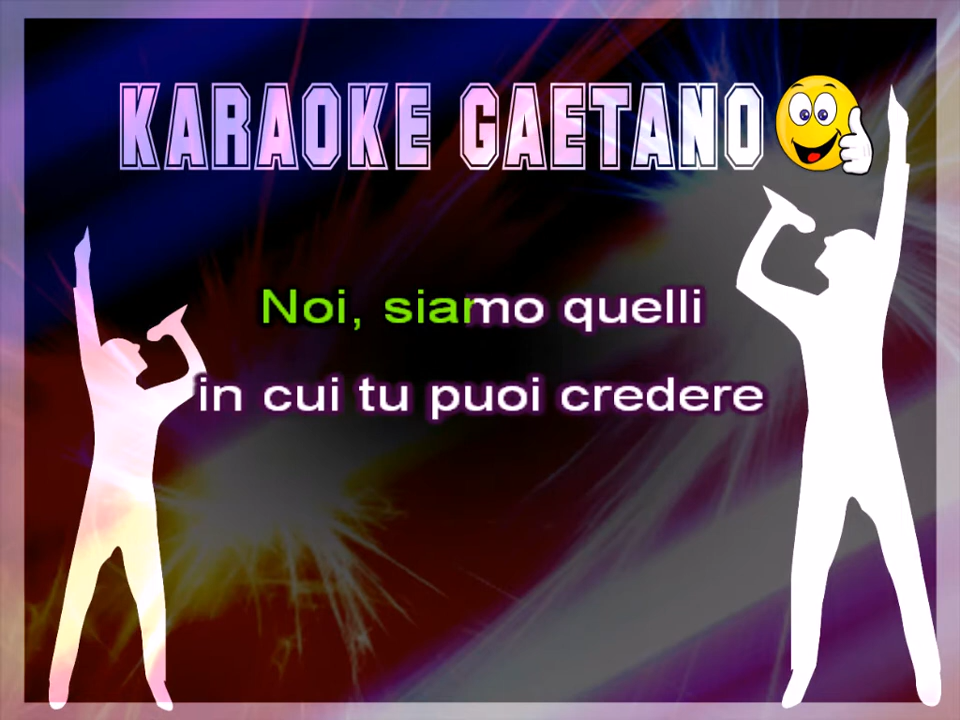 KARAOKE GAETANO
Noi, siamo quelli
in cui tu puoi credere